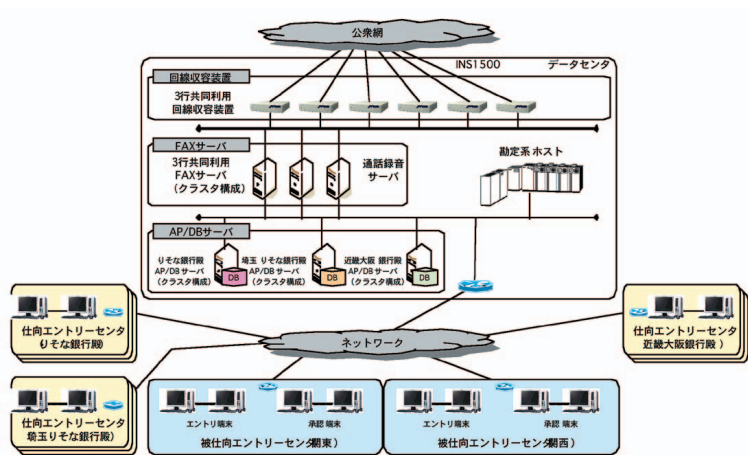 公衆網
INS1500
データセンタ
回線収容装置
3行共同利用
回線収容装置
FAXサーバ
3行共同利用
FAXサーバ
(クラスタ構成)
通話録音
サーバ
勘定系 ホスト
AP/DBサーバ
りそな銀行殿
AP/DBサーバ
(クラスタ構成)
DB
埼玉 りそな銀行殿
AP/DBサーバ
(クラスタ構成)
DB
近畿大阪 銀行殿
AP/DBサーバ
(クラスタ構成)
DB
仕向エントリーセンタ
りそな銀行殿)
ネットワーク
仕向エントリーセンタ
近畿大阪銀行殿 )
仕向エントリーセンタ
埼玉りそな銀行殿)
エントリ端末
承認 端末
被仕向エントリーセンタ関東 )
エントリ 端末
承認 端末
被仕向エントリーセンタ関西 )